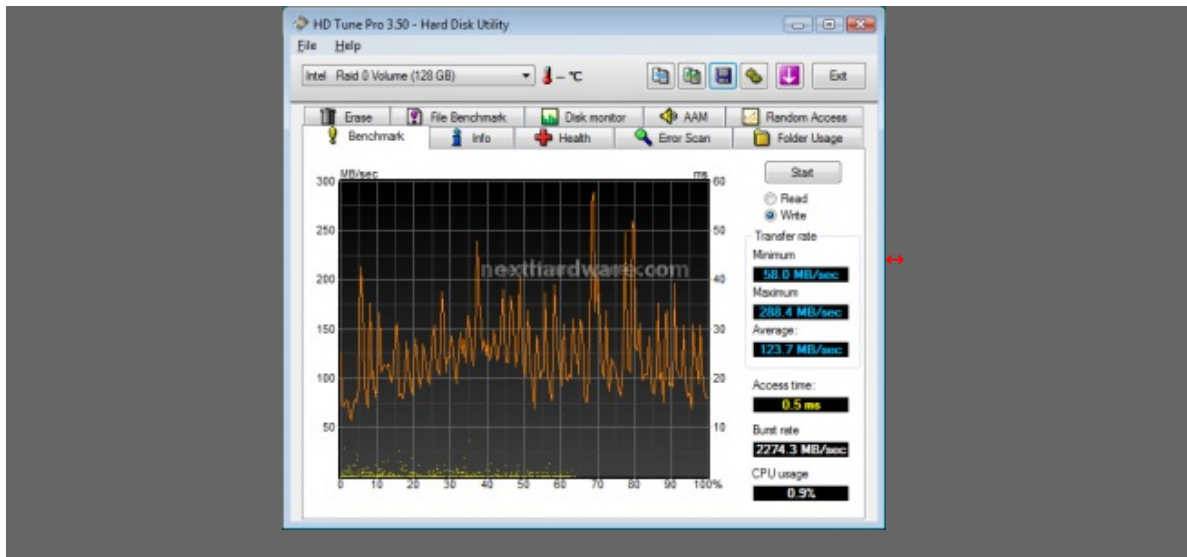 HD Tune Pro 3.50 - Hard Disk Utility
File Help
Intel Raid 0 Volume (128 GB) – °C Exit
Erase File Benchmark Disk monitor AAM Random Access
Benchmark Info Health Error Scan Folder Usage
MB/sec ms
300 60
250 50
200 40
150 30
100 20
50 10
0 10 20 30 40 50 60 70 80 90 100%
nexthardware.com
Start
Read
Write
Transfer rate
Minimum
58.0 MB/sec
Maximum
288.4 MB/sec
Average:
123.7 MB/sec
Access time:
0.5 ms
Burst rate
2274.3 MB/sec
CPU usage
0.9%